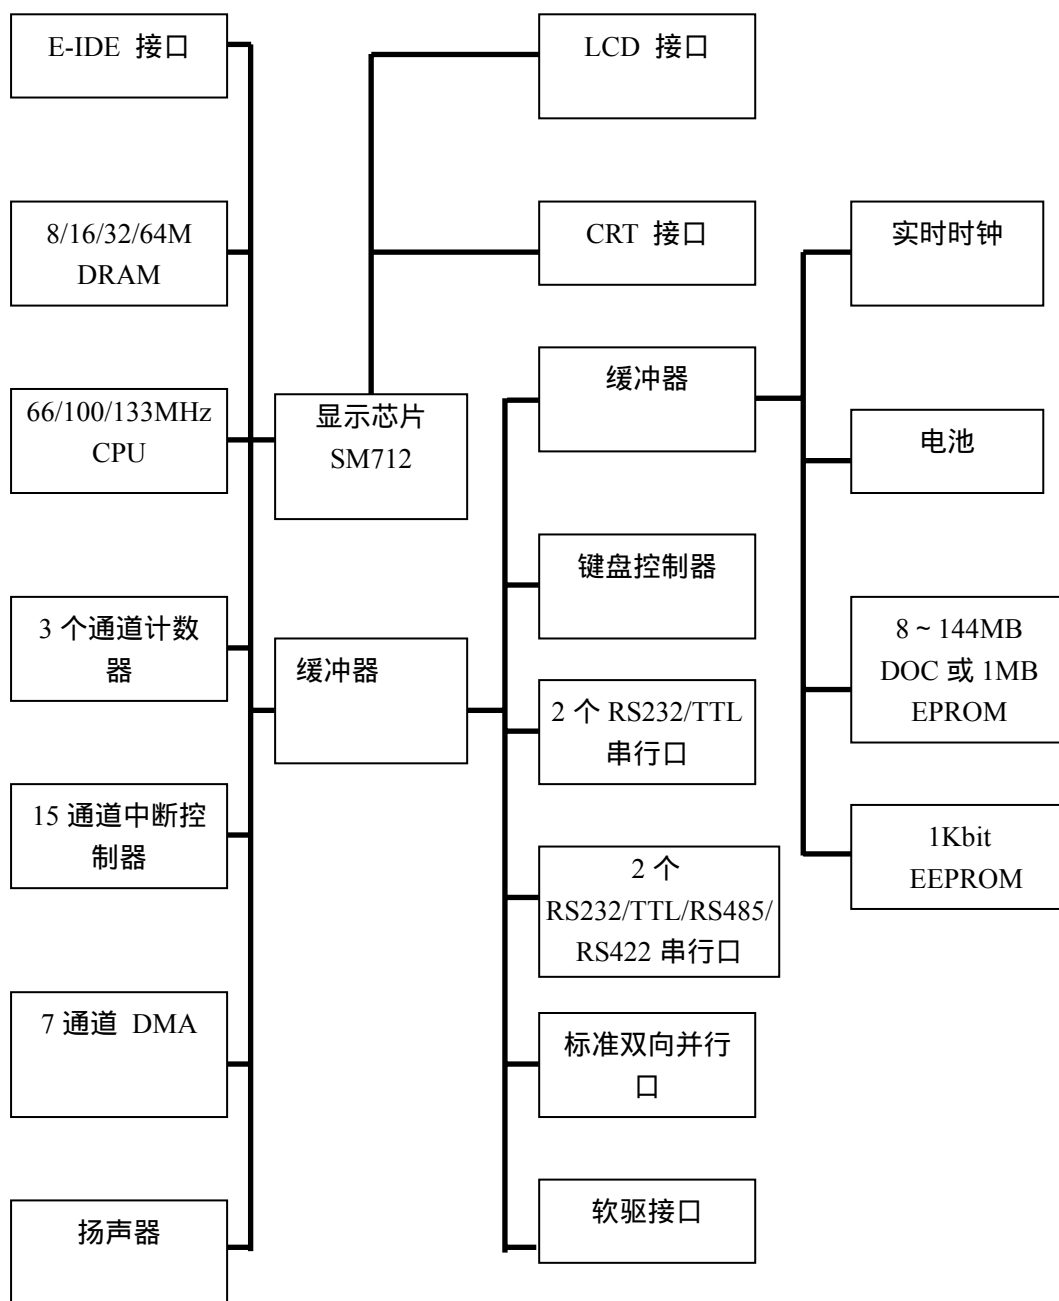 E-IDE 接口
LCD 接口
8/16/32/64M
DRAM
CRT 接口
实时时钟
66/100/133MHz
CPU
显示芯片
SM712
缓冲器
电池
键盘控制器
3 个通道计数
器
缓冲器
8~144MB
DOC 或 1MB
EPROM
2 个 RS232/TTL
串行口
15 通道中断控
制器
2 个
RS232/TTL/RS485/
RS422 串行口
1Kbit
EEPROM
7 通道 DMA
标准双向并行
口
扬声器
软驱接口